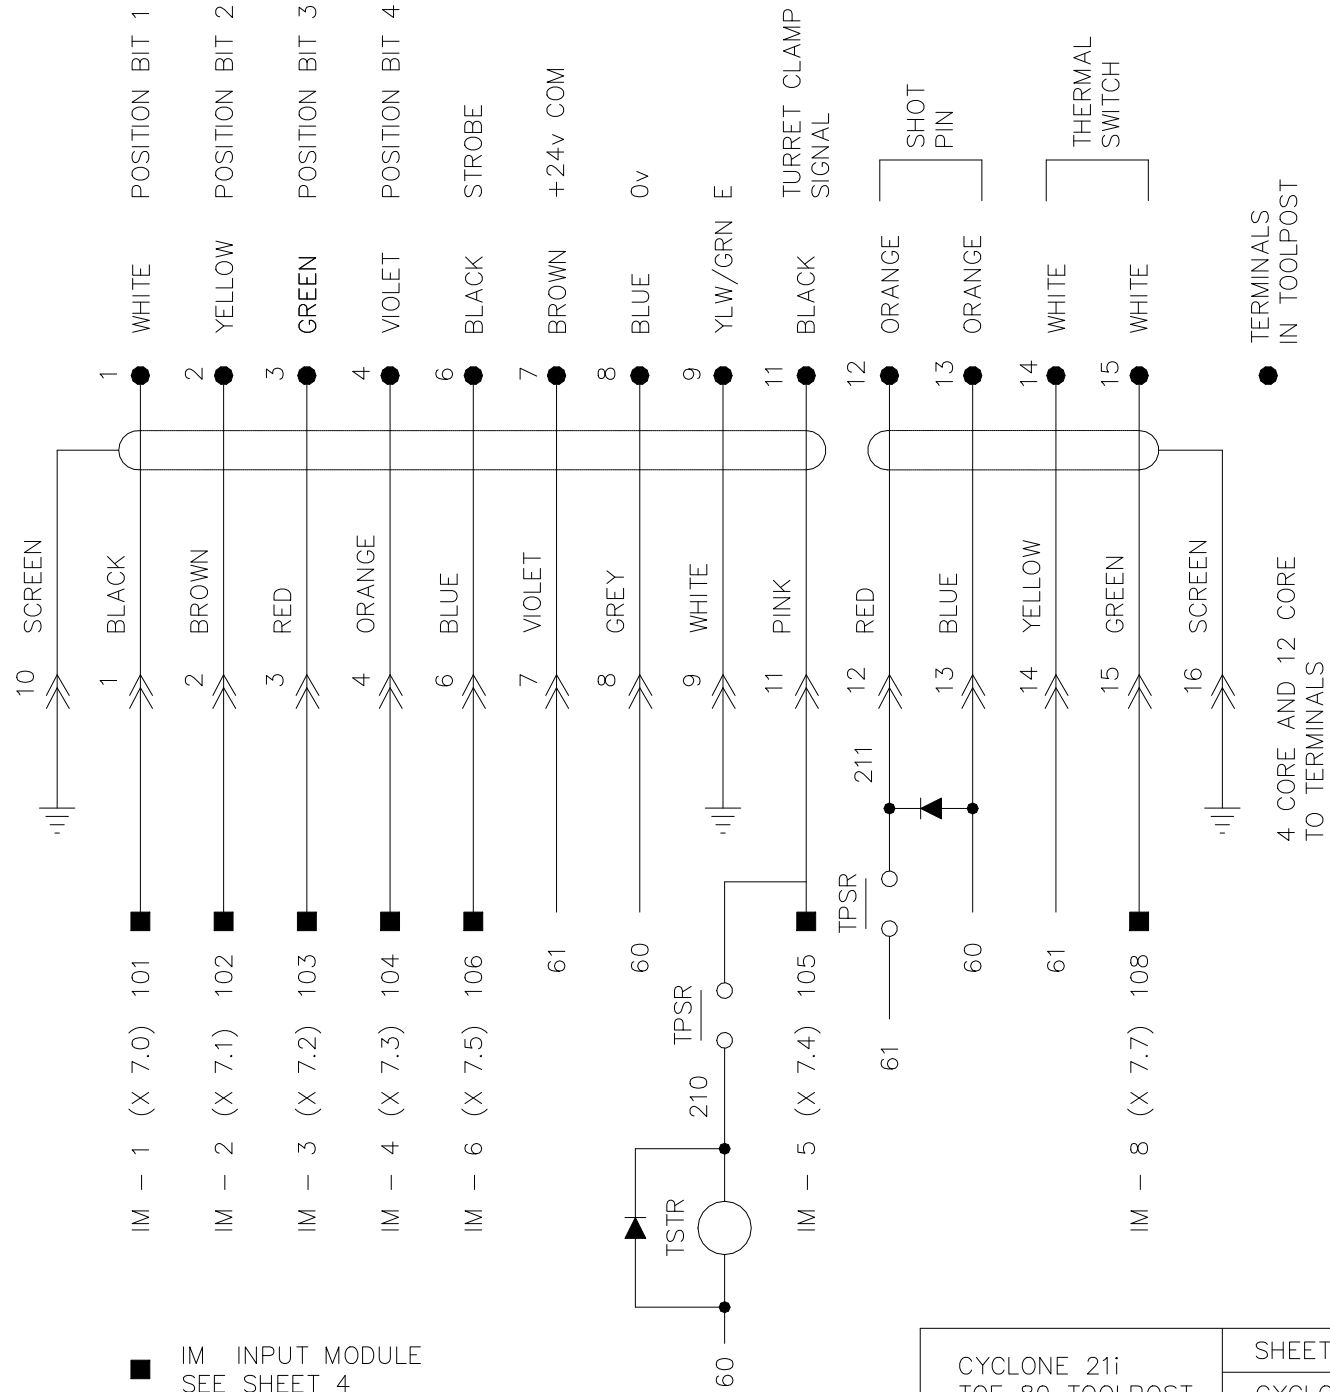 POSITION BIT 1
POSITION BIT 2
POSITION BIT 3
POSITION BIT 4
STROBE
+24v COM
0v
E
TURRET CLAMP
SIGNAL
SHOT
PIN
THERMAL
SWITCH
WHITE
YELLOW
GREEN
VIOLET
BLACK
BROWN
BLUE
YLW/GRN
BLACK
ORANGE
ORANGE
WHITE
WHITE
TERMINALS
IN TOOLPOST
1
2
3
4
6
7
8
9
11
12
13
14
15
SCREEN
BLACK
BROWN
RED
ORANGE
BLUE
VIOLET
GREY
WHITE
PINK
RED
BLUE
YELLOW
GREEN
SCREEN
10
1
2
3
4
6
7
8
9
11
12
13
14
15
16
4 CORE AND 12 CORE
TO TERMINALS
211
TPSR
61
60
61
IM - 1 (X 7.0) 101
IM - 2 (X 7.1) 102
IM - 3 (X 7.2) 103
IM - 4 (X 7.3) 104
IM - 6 (X 7.5) 106
61
60
TPSR
210
TSTR
60
IM - 5 (X 7.4) 105
IM - 8 (X 7.7) 108
IM INPUT MODULE
SEE SHEET 4
CYCLONE 21i
TOE 80 TOOLPOST
SHEET
CYCLO